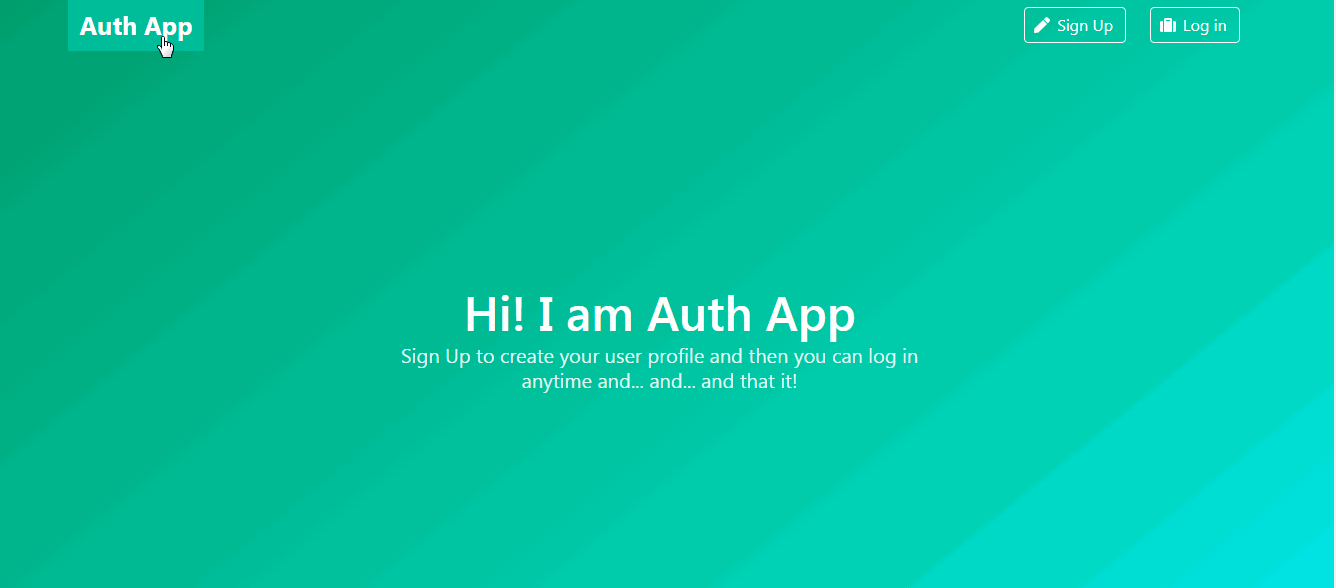 Auth App
Sign Up
Log in
Hi! I am Auth App
Sign Up to create your user profile and then you can log in
anytime and... and... and that it!